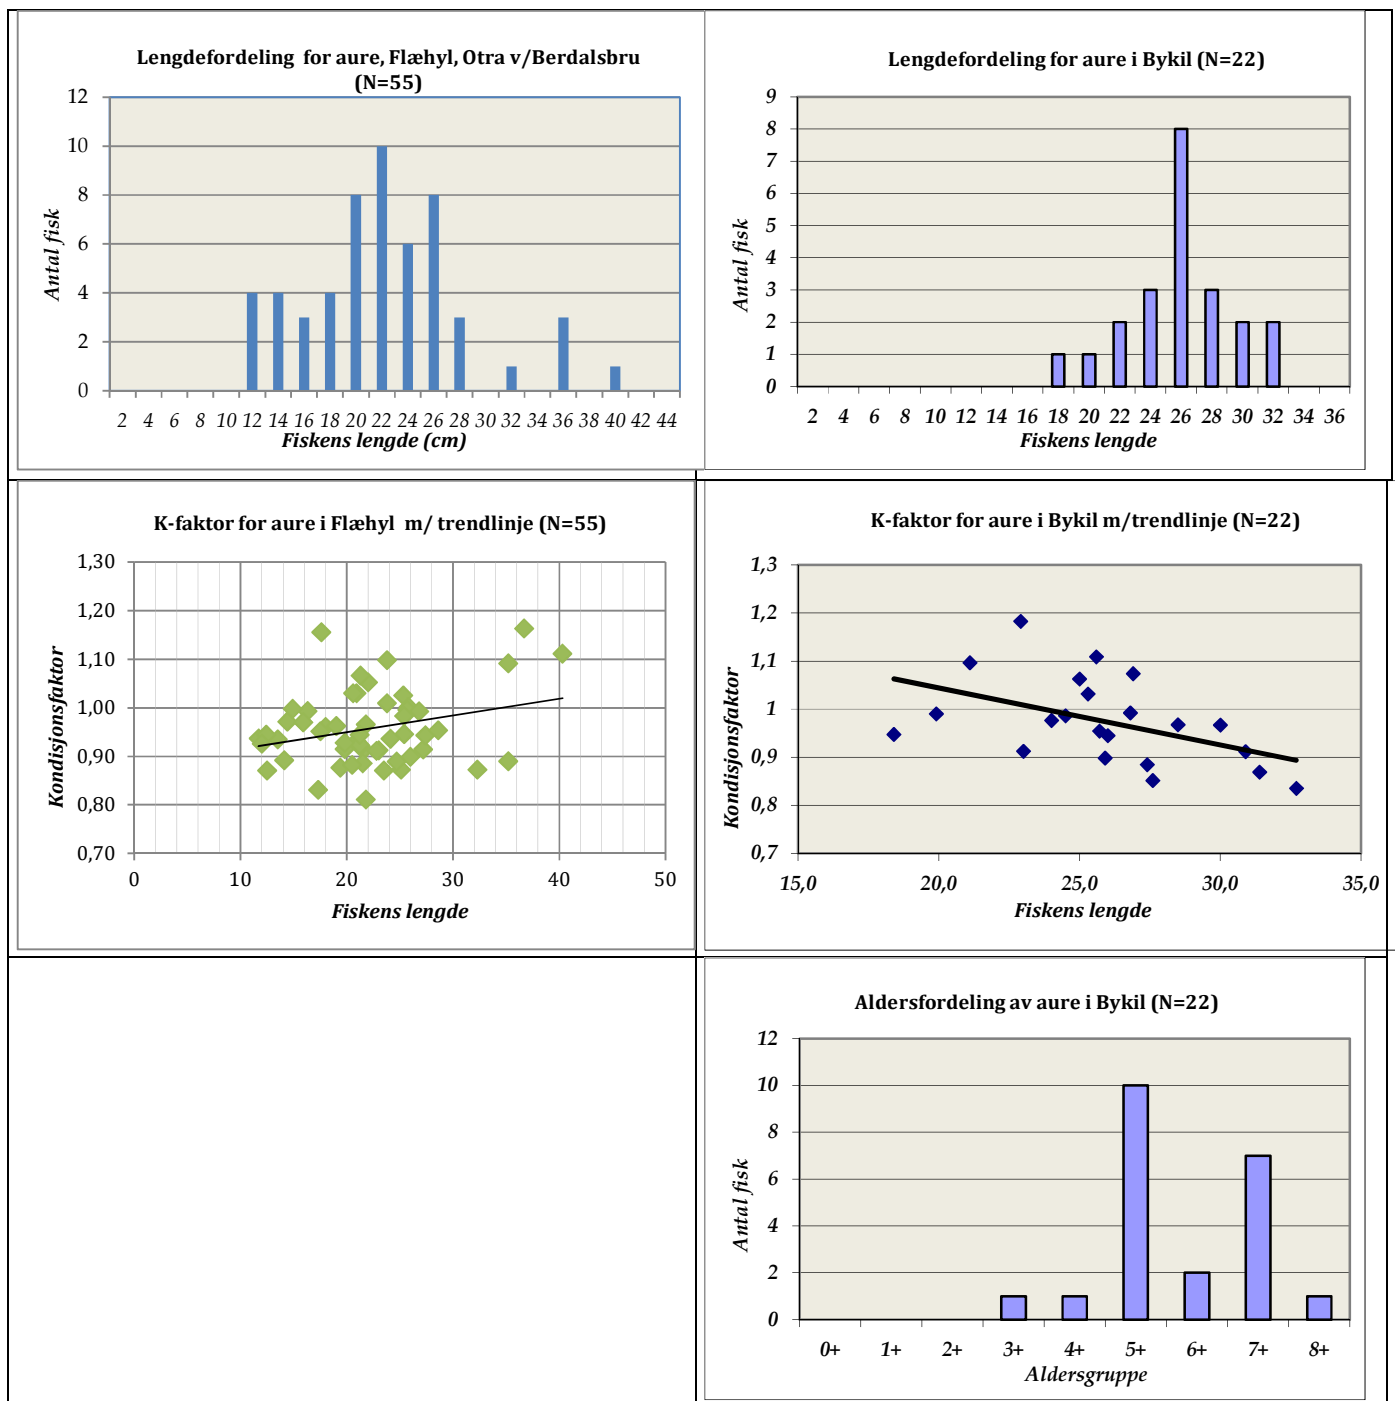 Lengdefordeling for aure, Flæhyl, Otra v/Berdalsbru
(N=55)
12
10
8
6
4
2
0
Antal fisk
2 4 6 8 10 12 14 16 18 20 22 24 26 28 30 32 34 36 38 40 42 44
Fiskens lengde (cm)
Lengdefordeling for aure i Bykil (N=22)
9
8
7
6
5
4
3
2
1
0
Antal fisk
2 4 6 8 10 12 14 16 18 20 22 24 26 28 30 32 34 36
Fiskens lengde
K-faktor for aure i Flæhyl m/ trendlinje (N=55)
1,30
1,20
1,10
1,00
0,90
0,80
0,70
Kondisjonsfaktor
0 10 20 30 40 50
Fiskens lengde
K-faktor for aure i Bykil m/trendlinje (N=22)
1,3
1,2
1,1
1
0,9
0,8
0,7
Kondisjonsfaktor
15,0 20,0 25,0 30,0 35,0
Fiskens lengde
Aldersfordeling av aure i Bykil (N=22)
12
10
8
6
4
2
0
Antal fisk
0+ 1+ 2+ 3+ 4+ 5+ 6+ 7+ 8+
Aldersgruppe